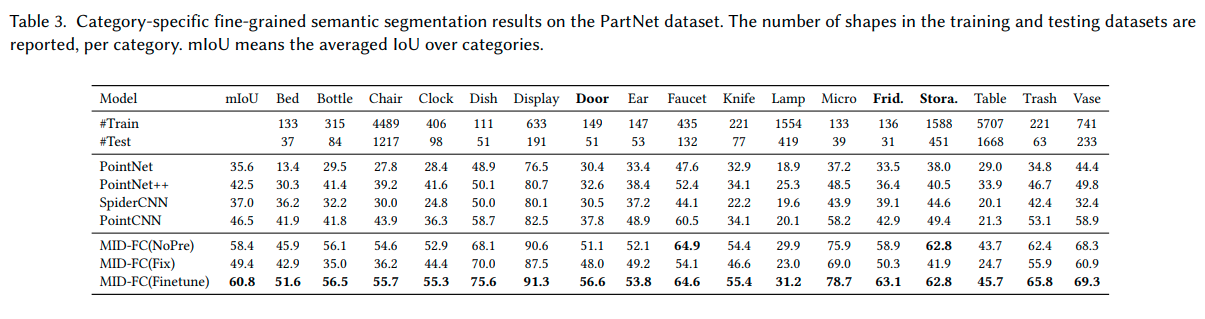 Table 3. Category-specific fine-grained semantic segmentation results on the PartNet dataset. The number of shapes in the training and testing datasets are
reported, per category. mIoU means the averaged IoU over categories.
Model mIoU Bed Bottle Chair Clock Dish Display Door Ear Faucet Knife Lamp Micro Frid. Stora. Table Trash Vase
#Train 133 315 4489 406 111 633 149 147 435 221 1554 133 136 1588 5707 221 741
#Test 37 84 1217 98 51 191 51 53 132 77 419 39 31 451 1668 63 233
PointNet 35.6 13.4 29.5 27.8 28.4 48.9 76.5 30.4 33.4 47.6 32.9 18.9 37.2 33.5 38.0 29.0 34.8 44.4
PointNet++ 42.5 30.3 41.4 39.2 41.6 50.1 80.7 32.6 38.4 52.4 34.1 25.3 48.5 36.4 40.5 33.9 46.7 49.8
SpiderCNN 37.0 36.2 32.2 30.0 24.8 50.0 80.1 30.5 37.2 44.1 22.2 19.6 43.9 39.1 44.6 20.1 42.4 32.4
PointCNN 46.5 41.9 41.8 43.9 36.3 58.7 82.5 37.8 48.9 60.5 34.1 20.1 58.2 42.9 49.4 21.3 53.1 58.9
MID-FC(NoPre) 58.4 45.9 56.1 54.6 52.9 68.1 90.6 51.1 52.1 64.9 54.4 29.9 75.9 58.9 62.8 43.7 62.4 68.3
MID-FC(Fix) 49.4 42.9 35.0 36.2 44.4 70.0 87.5 48.0 49.2 54.1 46.6 23.0 69.0 50.3 41.9 24.7 55.9 60.9
MID-FC(Finetune) 60.8 51.6 56.5 55.7 55.3 75.6 91.3 56.6 53.8 64.6 55.4 31.2 78.7 63.1 62.8 45.7 65.8 69.3